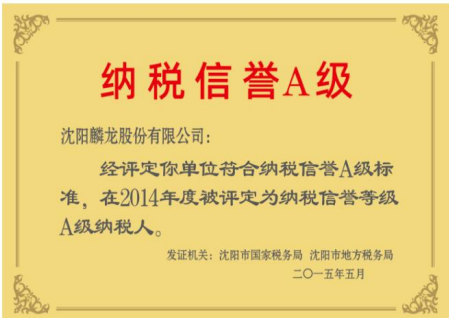 纳税信誉A级
沈阳麟龙股份有限公司：
经评定你单位符合纳税信誉A级标
准，在2014年度被评定为纳税信誉等级
A级纳税人。
发证机关：沈阳市国家税务局 沈阳市地方税务局
二〇一五年五月